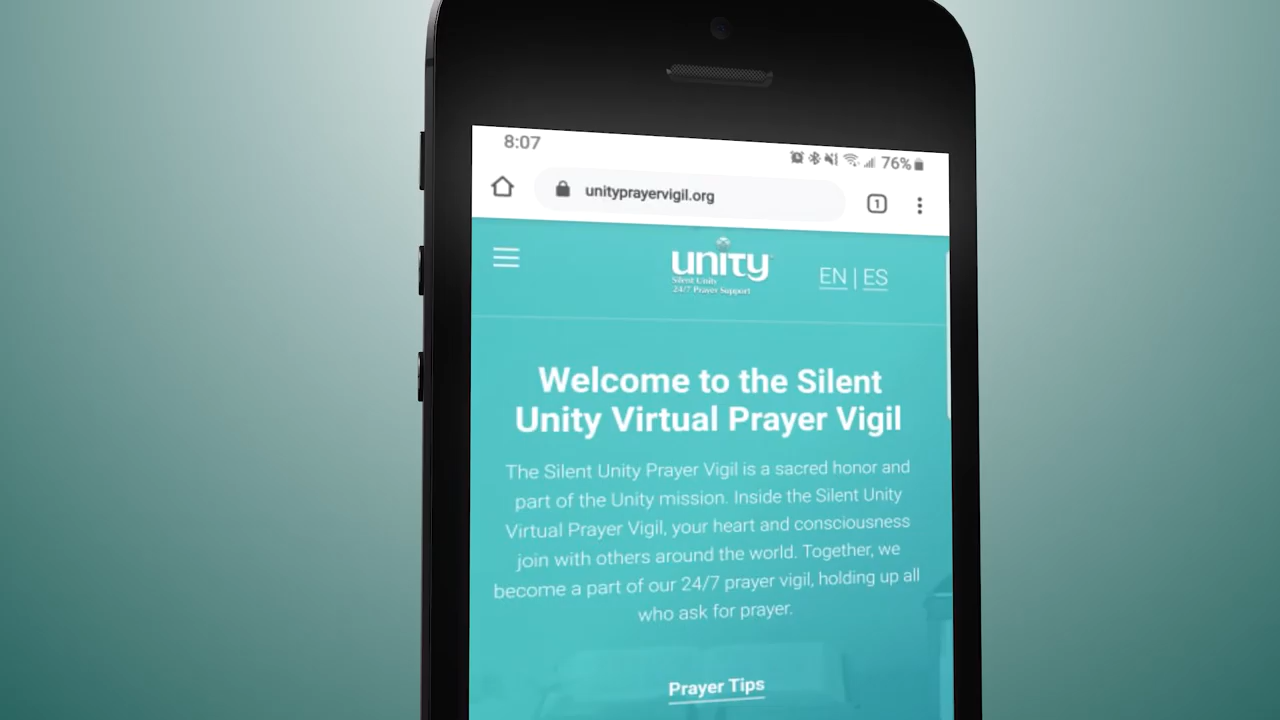 8:07
76%
unityprayervigil.org
1
unity
Silent Unity
24/7 Prayer Support
EN | ES
Welcome to the Silent
Unity Virtual Prayer Vigil
The Silent Unity Prayer Vigil is a sacred honor and
part of the Unity mission. Inside the Silent Unity
Virtual Prayer Vigil, your heart and consciousness
join with others around the world. Together, we
become a part of our 24/7 prayer vigil, holding up all
who ask for prayer.
Prayer Tips